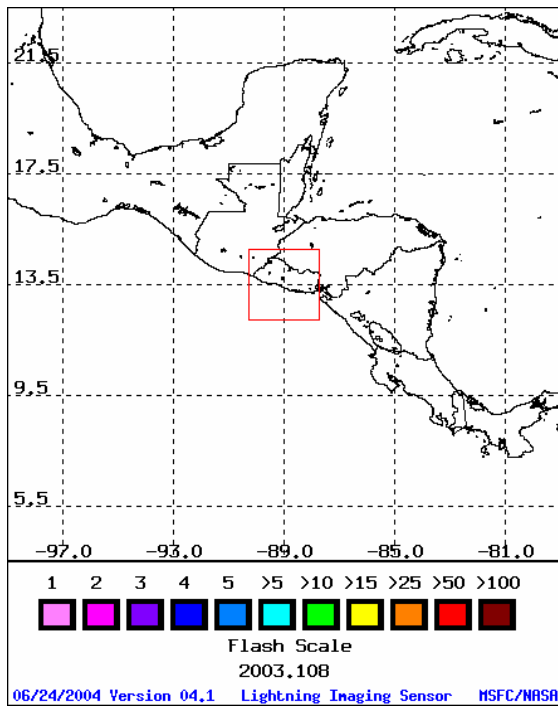 21.5
17.5
13.5
9.5
5.5
-97.0 -93.0 -89.0 -85.0 -81.0
1 2 3 4 5 >5 >10 >15 >25 >50 >100
Flash Scale
2003.108
06/24/2004 Version 04.1 Lightning Imaging Sensor MSFC/NASA